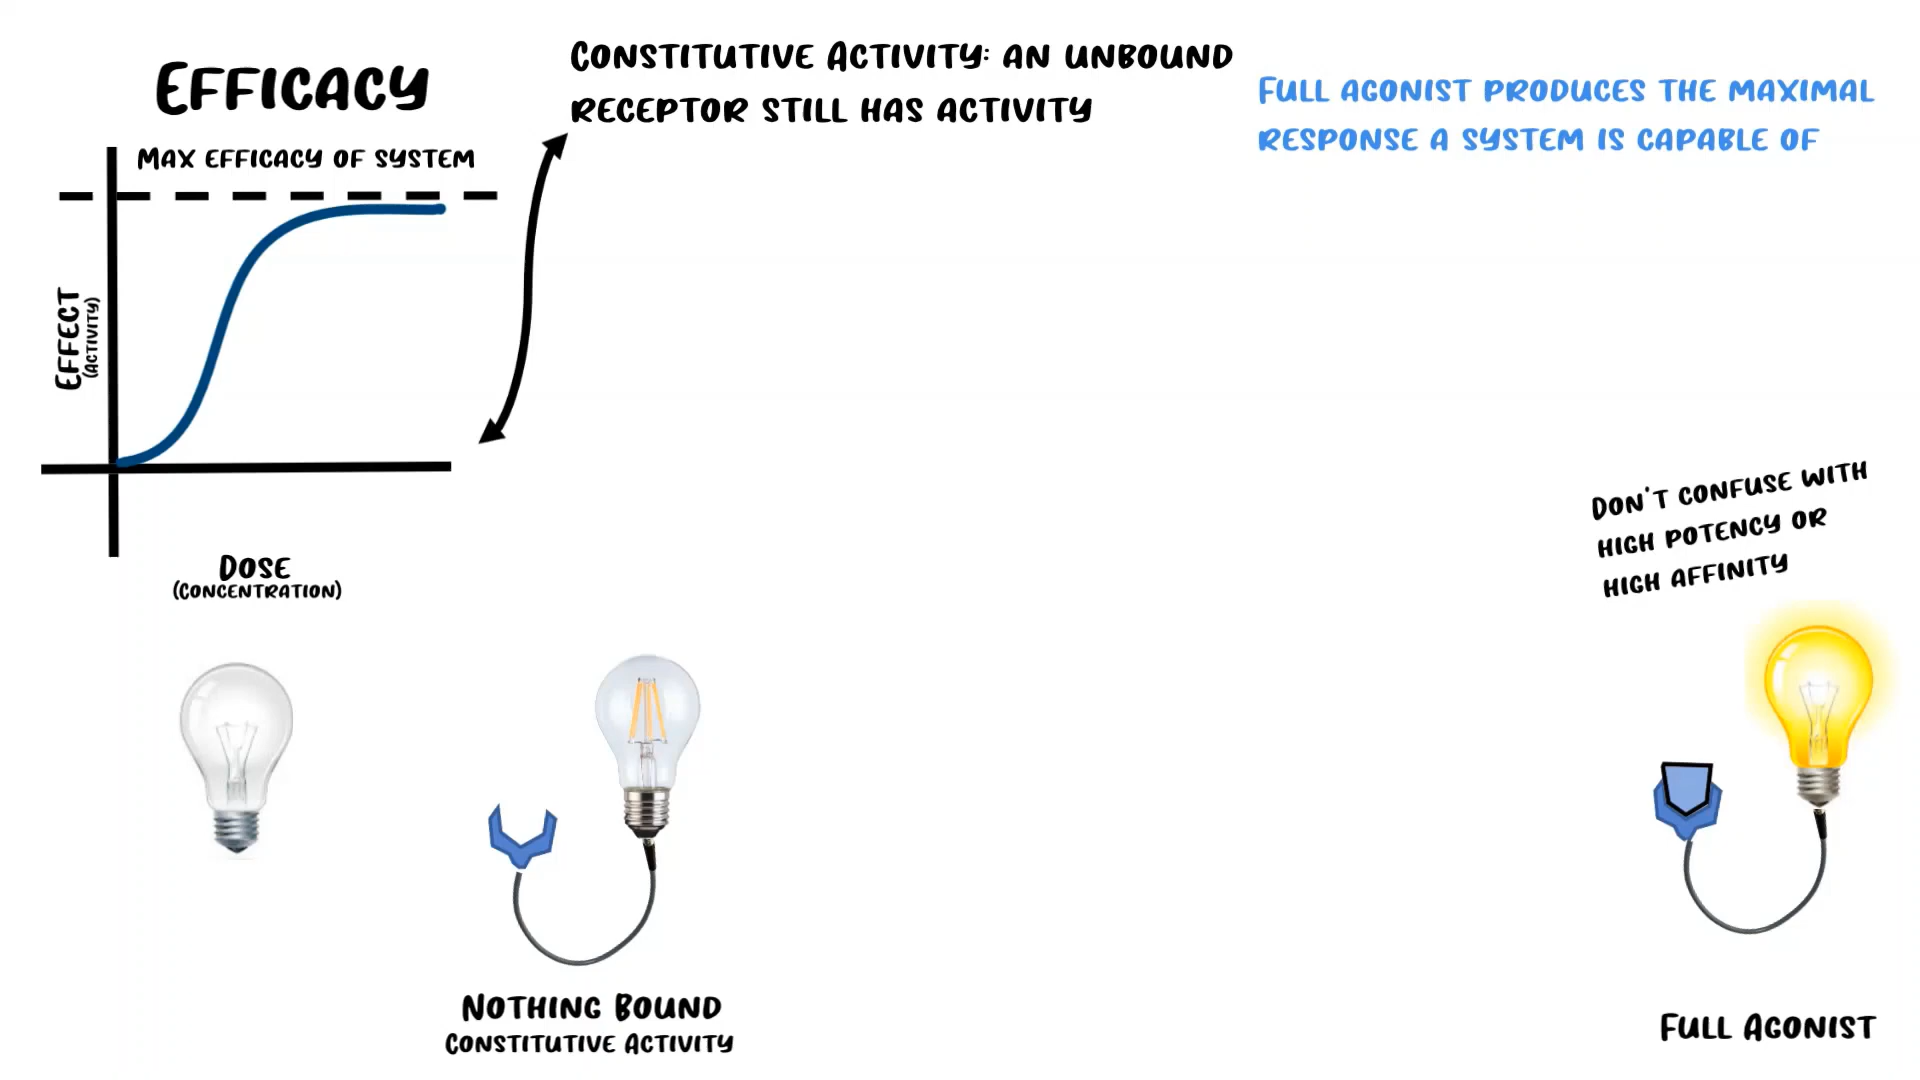 Efficacy
Max efficacy of system
Effect
(Activity)
Dose
(Concentration)
Constitutive Activity: an unbound
receptor still has activity
Full agonist produces the maximal
response a system is capable of
Don't confuse with
high potency or
high affinity
Nothing Bound
Constitutive Activity
Full Agonist